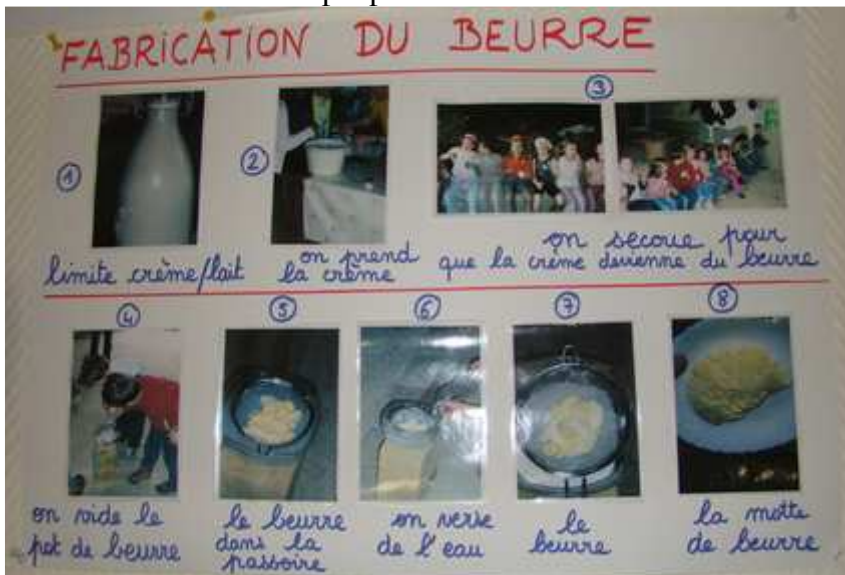 FABRICATION DU BEURRE
1
limite crème/lait
2
on prend
la crème
3
on secoue pour
que la crème devienne du beurre
4
on vide le
pot de beurre
5
le beurre
dans la
passoire
6
on verse
de l'eau
7
le
beurre
8
la motte
de beurre